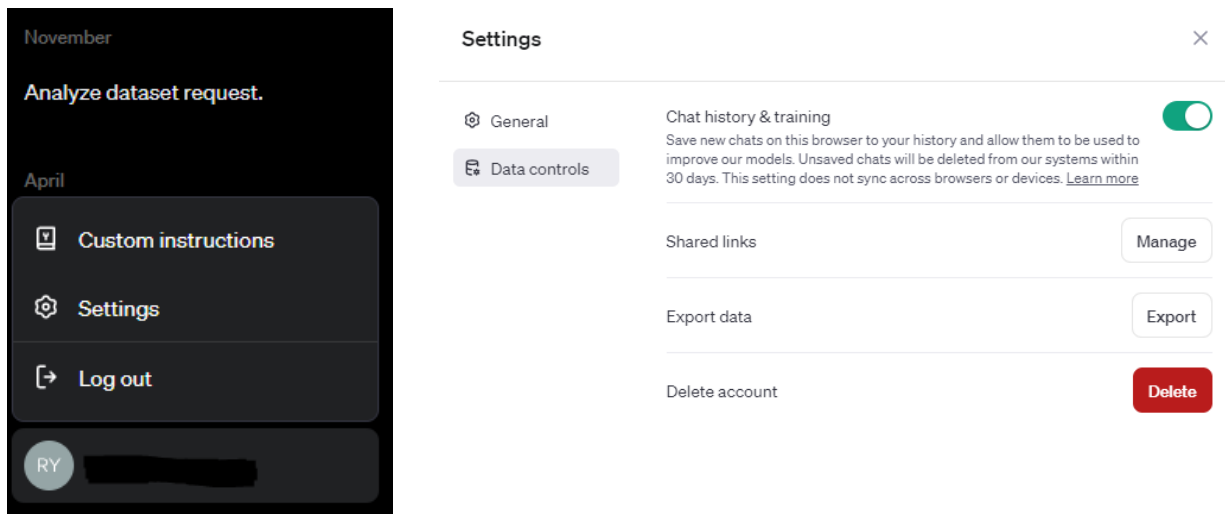 November
Analyze dataset request.
April
Custom instructions
Settings
Log out
RY
Settings
General
Data controls
Chat history & training
Save new chats on this browser to your history and allow them to be used to
improve our models. Unsaved chats will be deleted from our systems within
30 days. This setting does not sync across browsers or devices. Learn more
Shared links
Manage
Export data
Export
Delete account
Delete